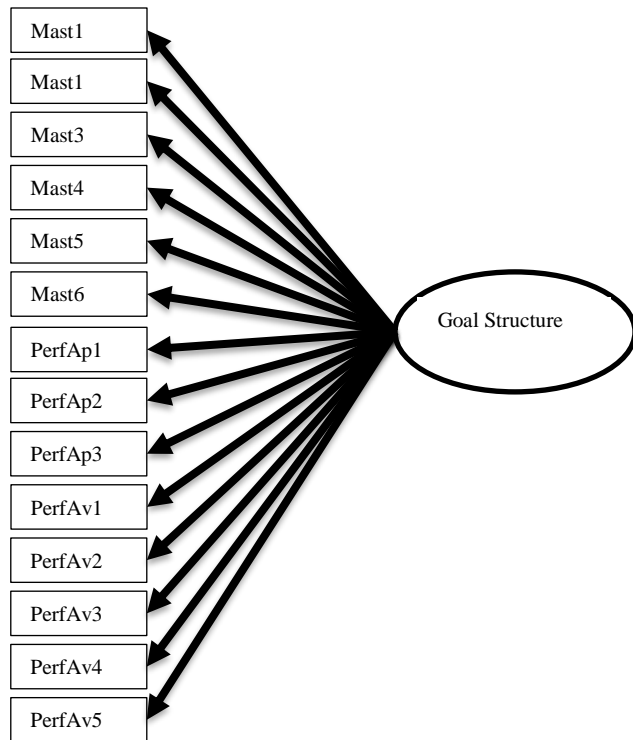 Mast1
Mast1
Mast3
Mast4
Mast5
Mast6
PerfAp1
PerfAp2
PerfAp3
PerfAv1
PerfAv2
PerfAv3
PerfAv4
PerfAv5
Goal Structure